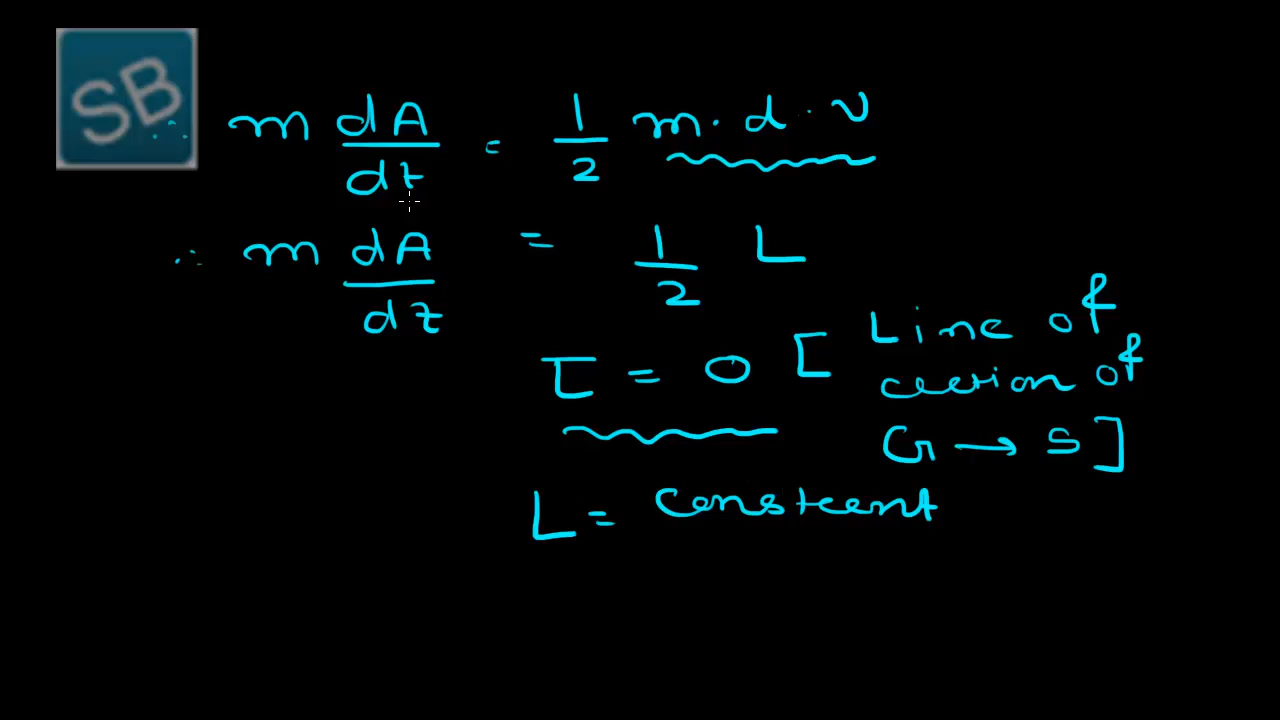 SB
∴ m dA/dt = 1/2 m · d · v
∴ m dA/dt = 1/2 L
τ = 0 [ Line of
action of
G → S ]
L = constant